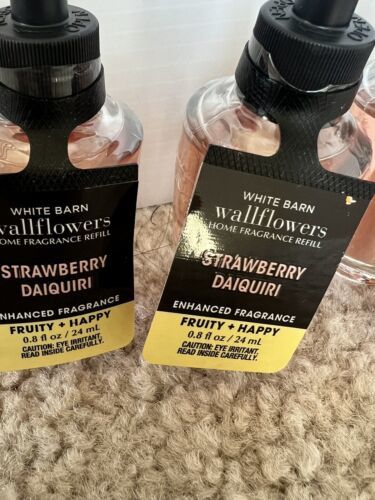 WHITE BARN
wallflowers
HOME FRAGRANCE REFILL
STRAWBERRY
DAIQUIRI
ENHANCED FRAGRANCE
FRUITY + HAPPY
0.8 fl oz / 24 mL
CAUTION: EYE IRRITANT.
READ INSIDE CAREFULLY.
WHITE BARN
wallflowers
HOME FRAGRANCE REFILL
STRAWBERRY
DAIQUIRI
ENHANCED FRAGRANCE
FRUITY + HAPPY
0.8 fl oz / 24 mL
CAUTION: EYE IRRITANT.
READ INSIDE CAREFULLY.